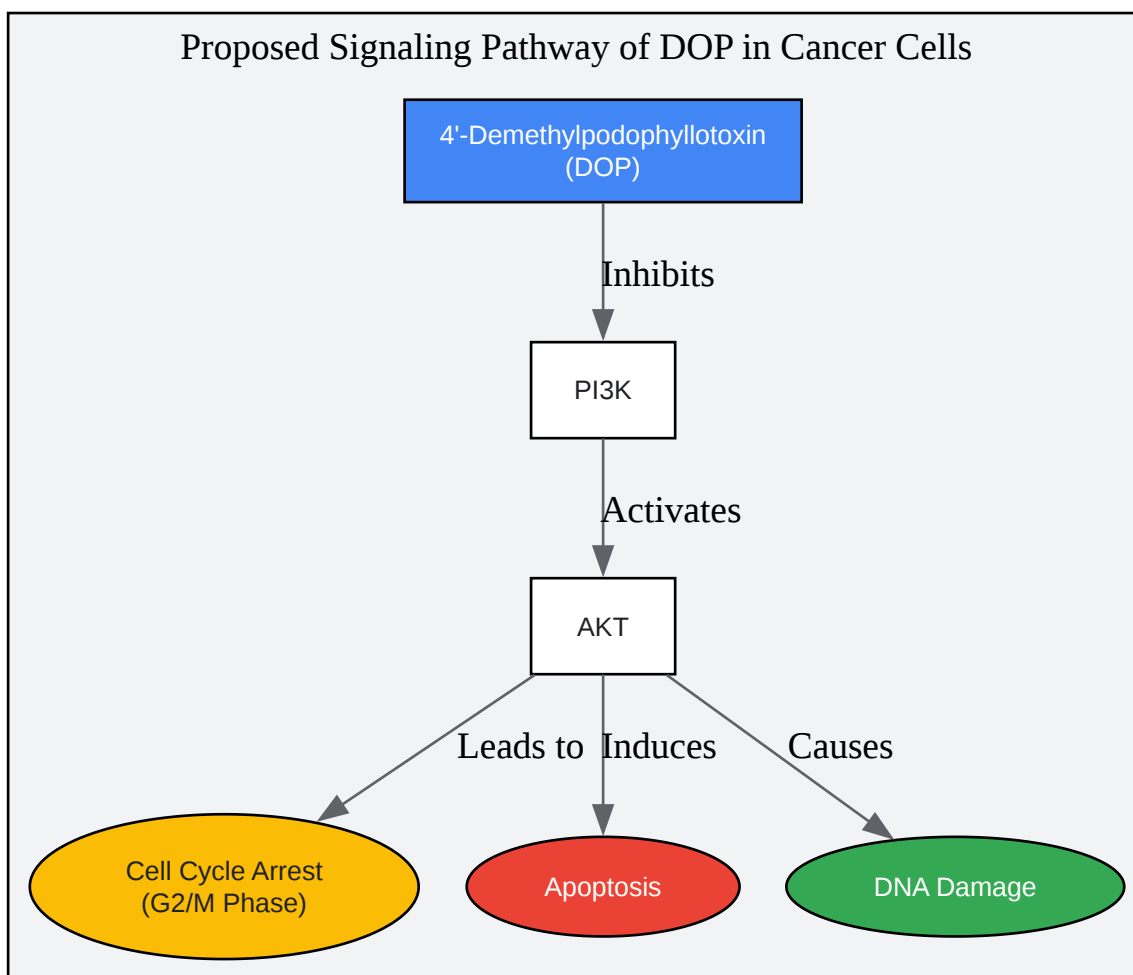 Proposed Signaling Pathway of DOP in Cancer Cells
4'-Demethylpodophyllotoxin
(DOP)
Inhibits
PI3K
Activates
AKT
Leads to
Induces
Causes
Cell Cycle Arrest
(G2/M Phase)
Apoptosis
DNA Damage